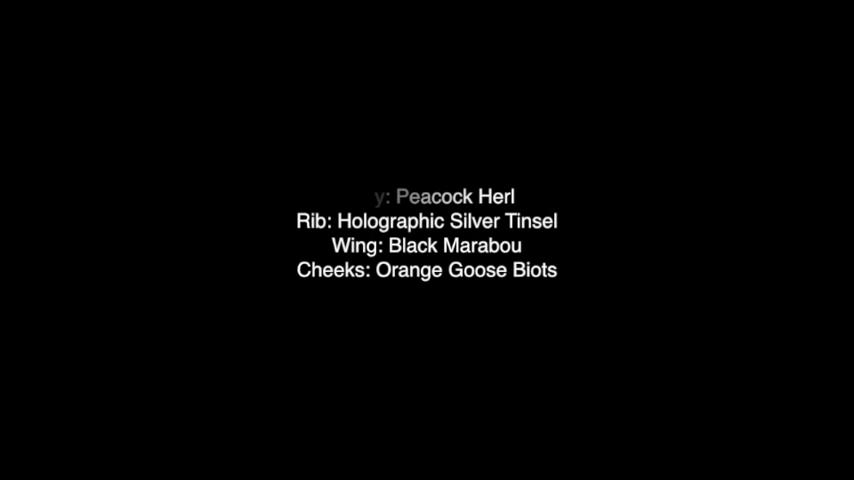 y: Peacock Herl
Rib: Holographic Silver Tinsel
Wing: Black Marabou
Cheeks: Orange Goose Biots